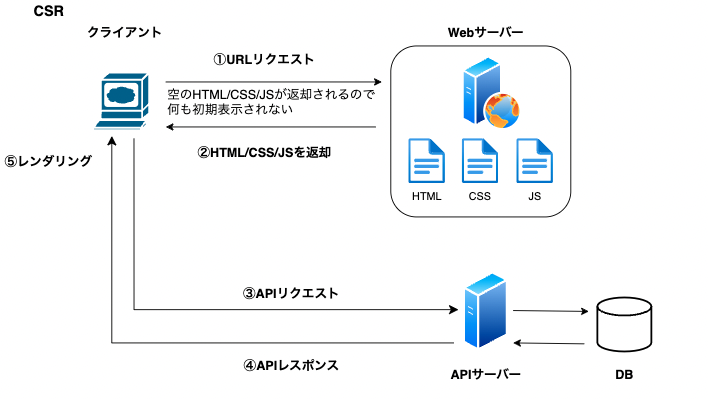 CSR
クライアント
Webサーバー
①URLリクエスト
空のHTML/CSS/JSが返却されるので
何も初期表示されない
②HTML/CSS/JSを返却
⑤レンダリング
HTML
CSS
JS
③APIリクエスト
④APIレスポンス
APIサーバー
DB